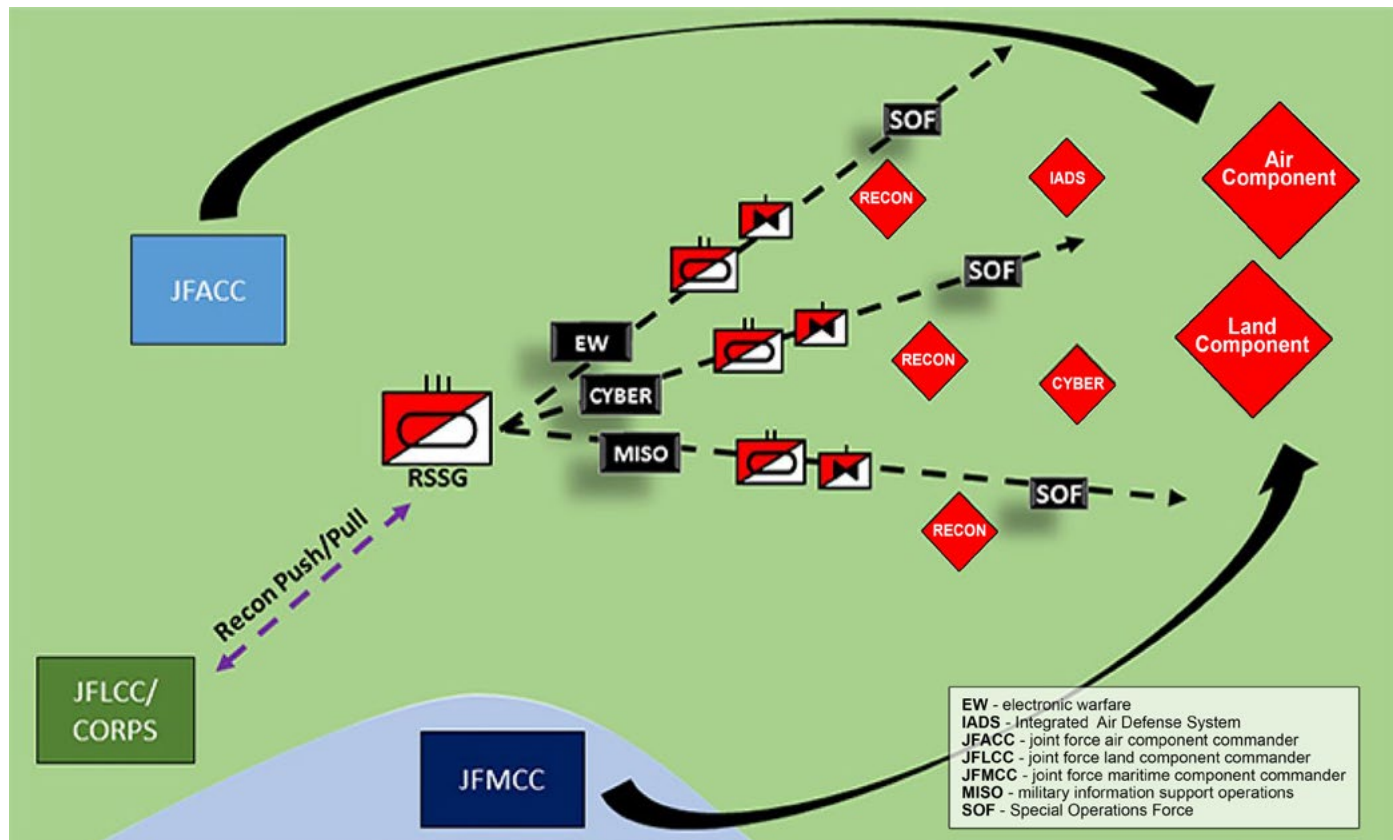 SOF
Air
Component
RECON
IADS
JFACC
SOF
EW
Land
Component
RECON
CYBER
CYBER
MISO
RSSG
SOF
RECON
Recon Push/Pull
JFLCC/
CORPS
JFMCC
EW - electronic warfare
IADS - Integrated Air Defense System
JFACC - joint force air component commander
JFLCC - joint force land component commander
JFMCC - joint force maritime component commander
MISO - military information support operations
SOF - Special Operations Force